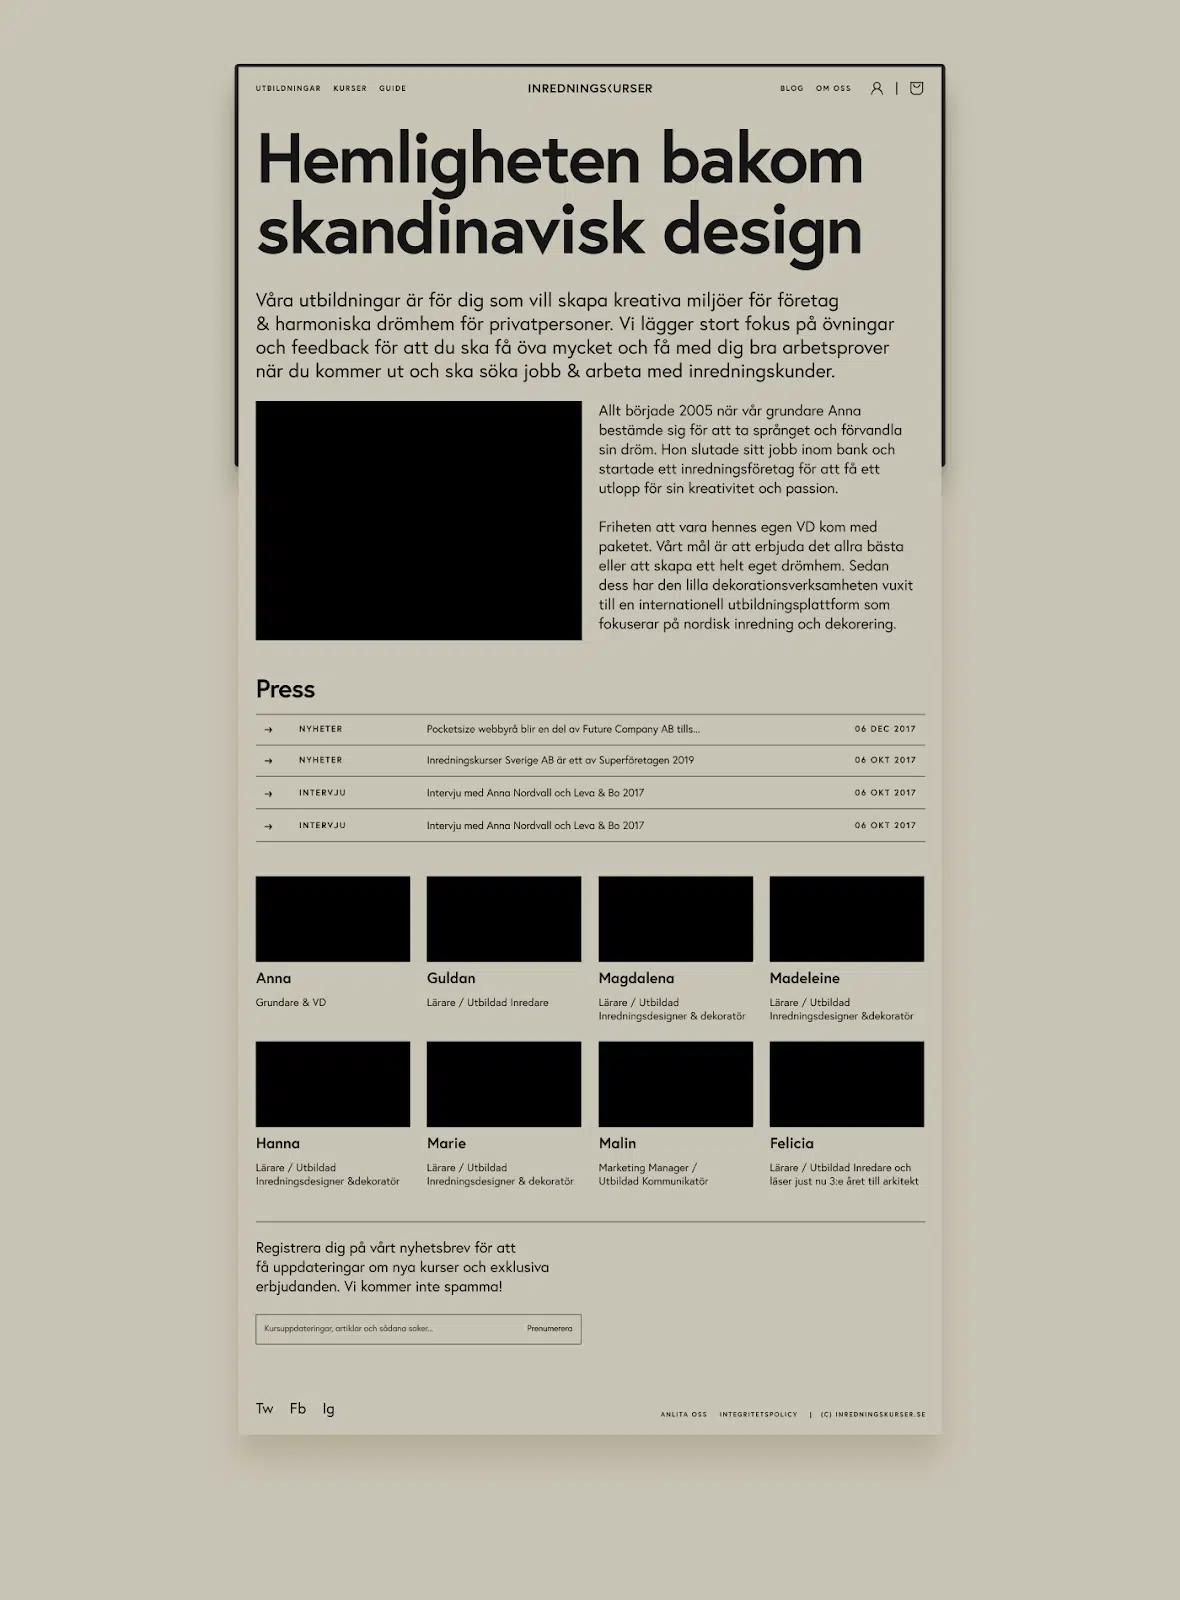 UTBILDNINGAR KURSER GUIDE INREDNINGSKURSER BLOG OM OSS |
Hemligheten bakom
skandinavisk design
Våra utbildningar är för dig som vill skapa kreativa miljöer för företag
& harmoniska drömhem för privatpersoner. Vi lägger stort fokus på övningar
och feedback för att du ska få öva mycket och få med dig bra arbetsprover
när du kommer ut och ska söka jobb & arbeta med inredningskunder.
Allt började 2005 när vår grundare Anna
bestämde sig för att ta språnget och förvandla
sin dröm. Hon slutade sitt jobb inom bank och
startade ett inredningsföretag för att få ett
utlopp för sin kreativitet och passion.
Friheten att vara hennes egen VD kom med
paketet. Vårt mål är att erbjuda det allra bästa
eller att skapa ett helt eget drömhem. Sedan
dess har den lilla dekorationsverksamheten vuxit
till en internationell utbildningsplattform som
fokuserar på nordisk inredning och dekorering.
Press
→ NYHETER Pocketsize webbyrå blir en del av Future Company AB tills... 06 DEC 2017
→ NYHETER Inredningskurser Sverige AB är ett av Superföretagen 2019 06 OKT 2017
→ INTERVJU Intervju med Anna Nordvall och Leva & Bo 2017 06 OKT 2017
→ INTERVJU Intervju med Anna Nordvall och Leva & Bo 2017 06 OKT 2017
Anna
Grundare & VD
Guldan
Lärare / Utbildad Inredare
Magdalena
Lärare / Utbildad
Inredningsdesigner & dekoratör
Madeleine
Lärare / Utbildad
Inredningsdesigner &dekoratör
Hanna
Lärare / Utbildad
Inredningsdesigner &dekoratör
Marie
Lärare / Utbildad
Inredningsdesigner & dekoratör
Malin
Marketing Manager /
Utbildad Kommunikatör
Felicia
Lärare / Utbildad Inredare och
läser just nu 3:e året till arkitekt
Registrera dig på vårt nyhetsbrev för att
få uppdateringar om nya kurser och exklusiva
erbjudanden. Vi kommer inte spamma!
Kursuppdateringar, artiklar och sådana saker... Prenumerera
Tw Fb Ig
ANLITA OSS INTEGRITETSPOLICY | (C) INREDNINGSKURSER.SE